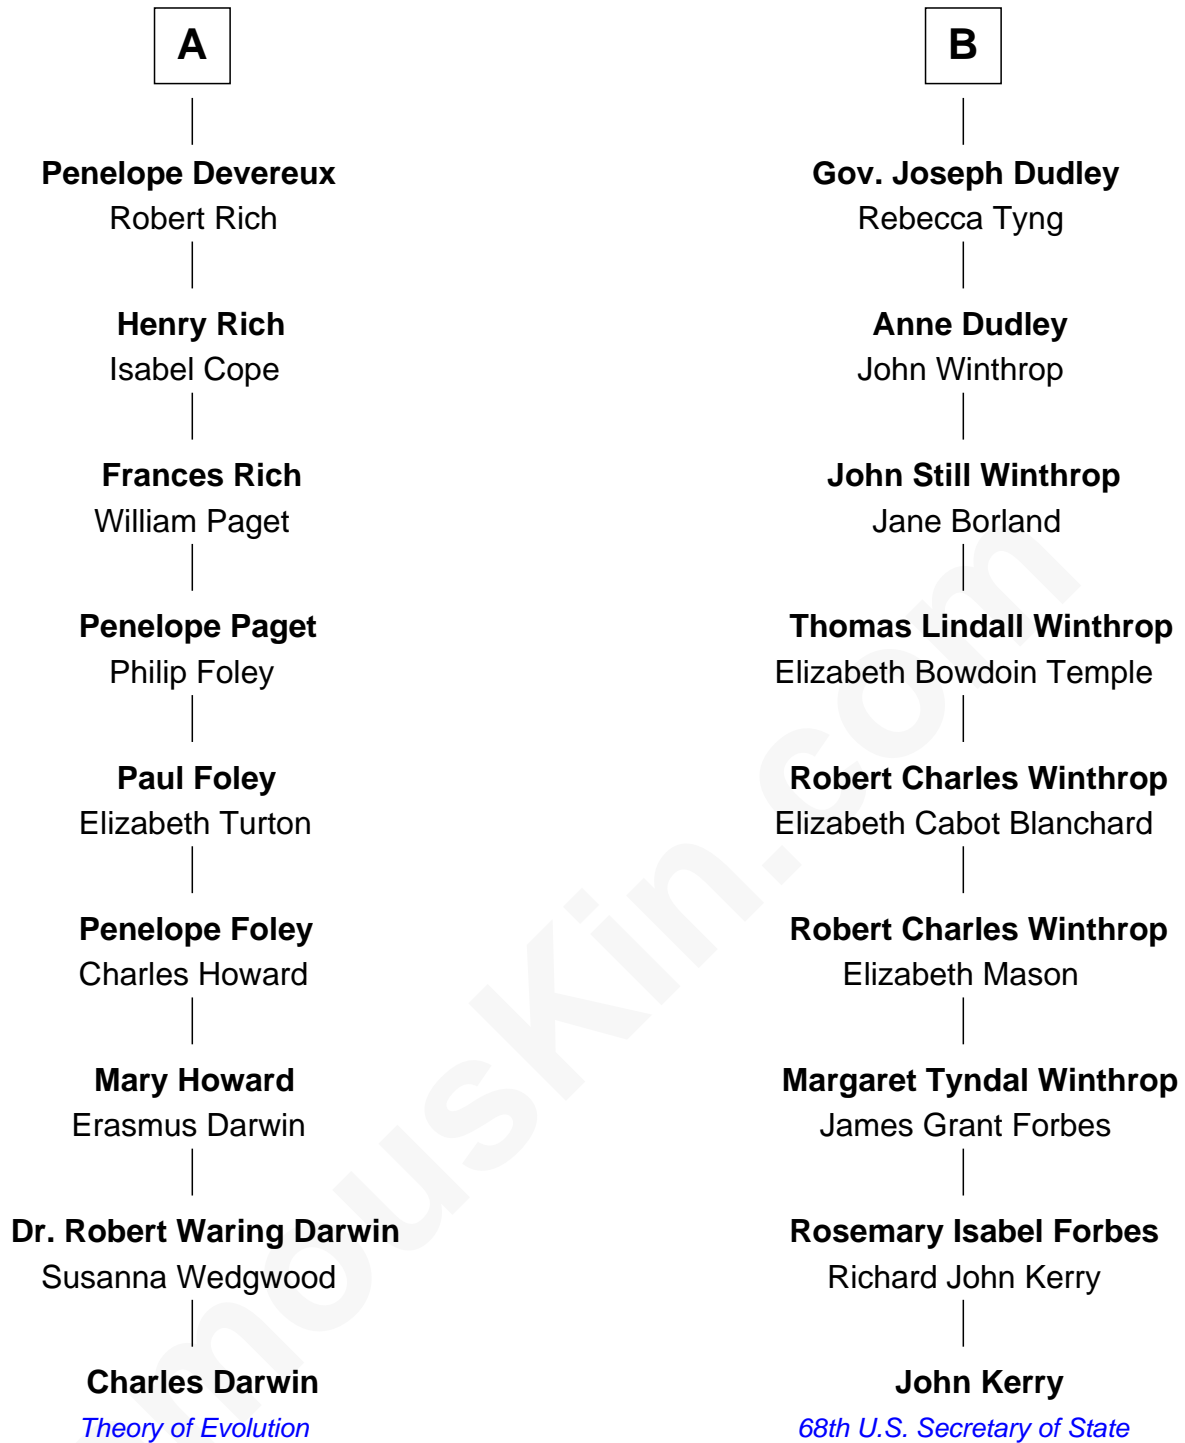 A
Penelope Devereux
Robert Rich
Henry Rich
Isabel Cope
Frances Rich
William Paget
Penelope Paget
Philip Foley
Paul Foley
Elizabeth Turton
Penelope Foley
Charles Howard
Mary Howard
Erasmus Darwin
Dr. Robert Waring Darwin
Susanna Wedgwood
Charles Darwin
Theory of Evolution
B
Gov. Joseph Dudley
Rebecca Tyng
Anne Dudley
John Winthrop
John Still Winthrop
Jane Borland
Thomas Lindall Winthrop
Elizabeth Bowdoin Temple
Robert Charles Winthrop
Elizabeth Cabot Blanchard
Robert Charles Winthrop
Elizabeth Mason
Margaret Tyndal Winthrop
James Grant Forbes
Rosemary Isabel Forbes
Richard John Kerry
John Kerry
68th U.S. Secretary of State
mousKin.com